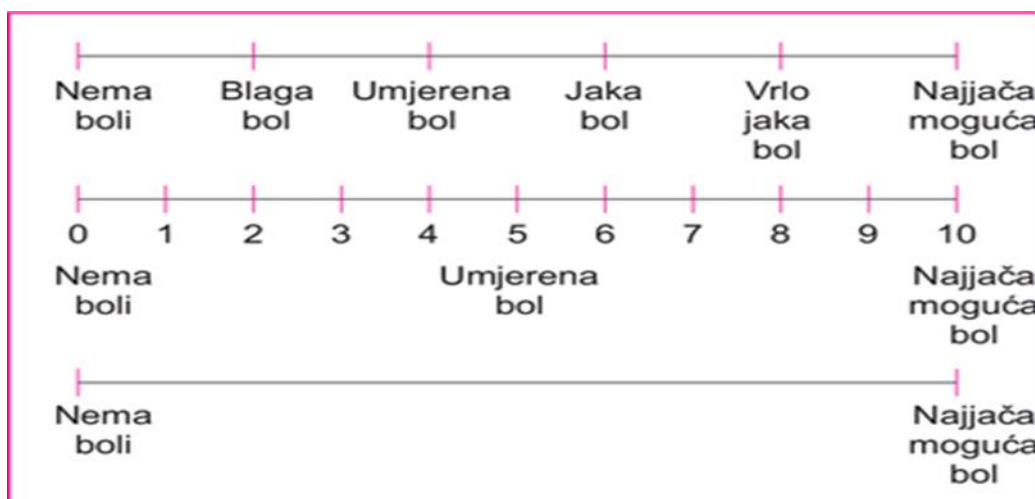 Nema Blaga Umjerena Jaka Vrlo Najjača
boli bol bol bol jaka moguća
bol bol
0 1 2 3 4 5 6 7 8 9 10
Nema Umjerena Najjača
boli bol moguća
bol
Nema Najjača
boli moguća
bol